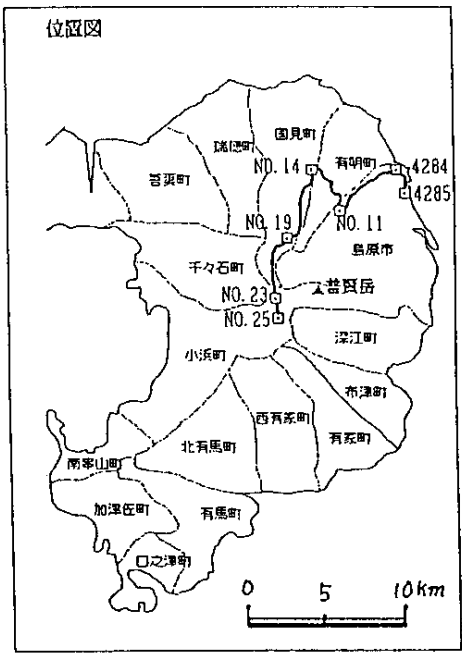 位置図
国見町
瑞穂町
有明町
吾妻町
NO.14
4284
4285
NO.11
NO.19
島原市
千々石町
普賢岳
NO.23
NO.25
深江町
小浜町
布津町
西有家町
有家町
北有馬町
南串山町
加津佐町
有馬町
口之津町
0 5 10km